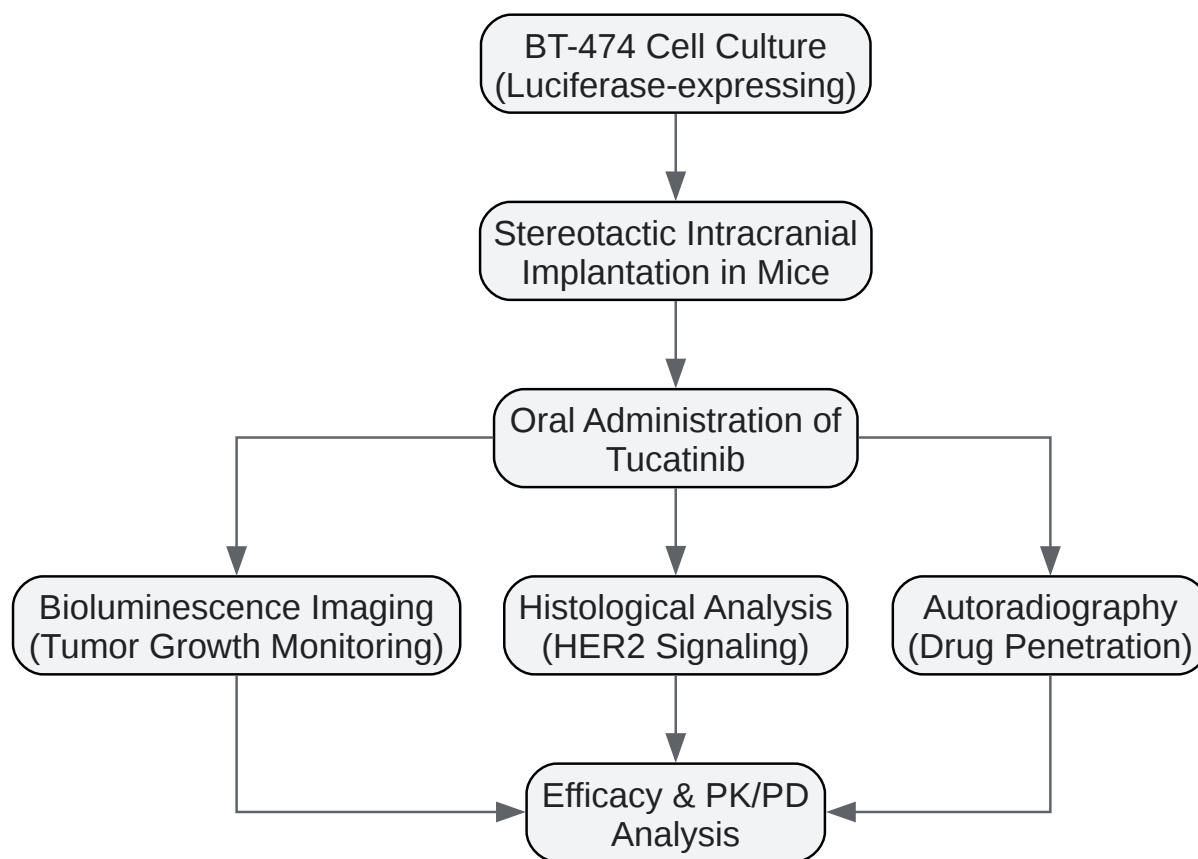 BT-474 Cell Culture
(Luciferase-expressing)
Stereotactic Intracranial
Implantation in Mice
Oral Administration of
Tucatinib
Bioluminescence Imaging
(Tumor Growth Monitoring)
Histological Analysis
(HER2 Signaling)
Autoradiography
(Drug Penetration)
Efficacy & PK/PD
Analysis